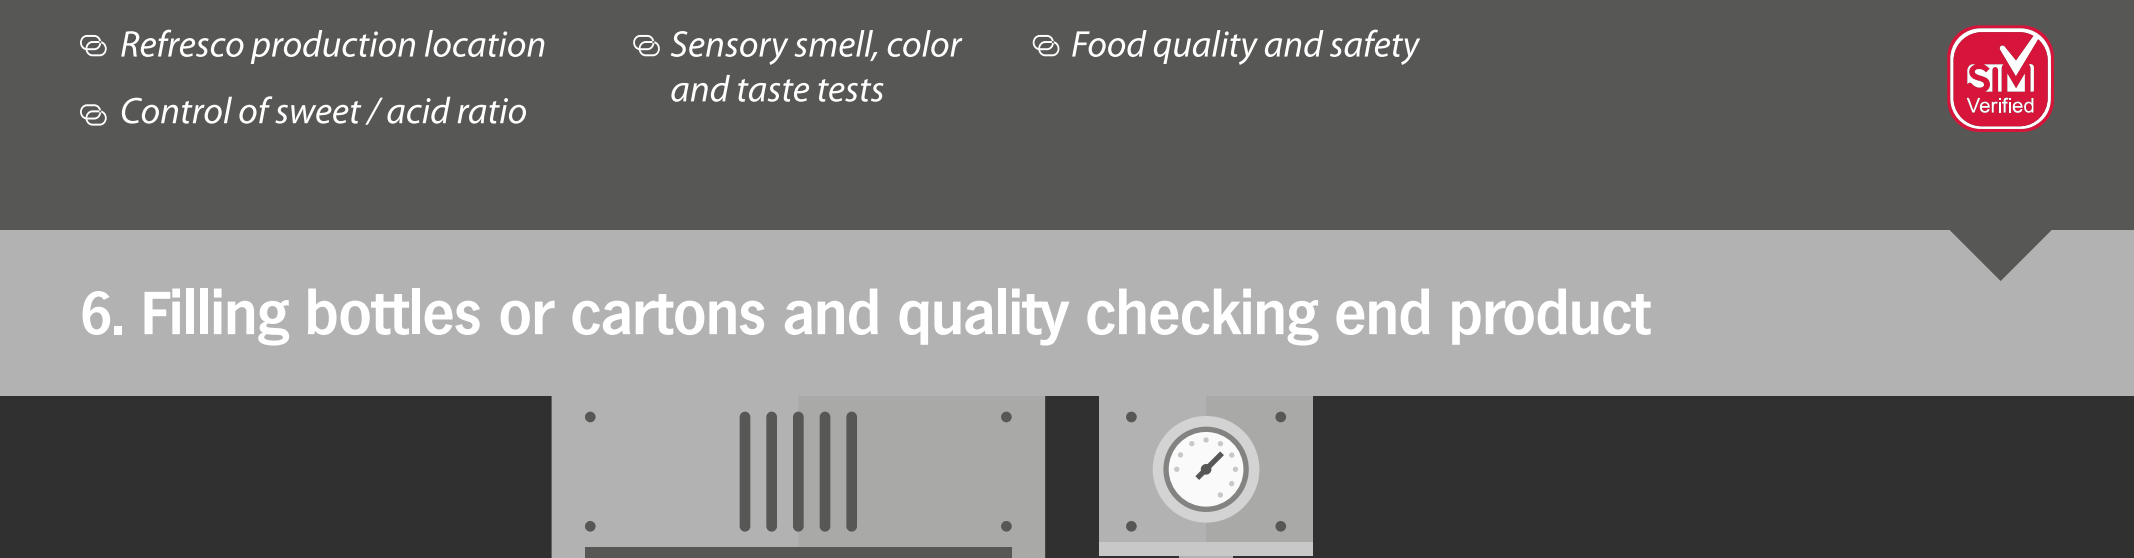 Refresco production location
Control of sweet / acid ratio
Sensory smell, color
and taste tests
Food quality and safety
SIM
Verified
6. Filling bottles or cartons and quality checking end product